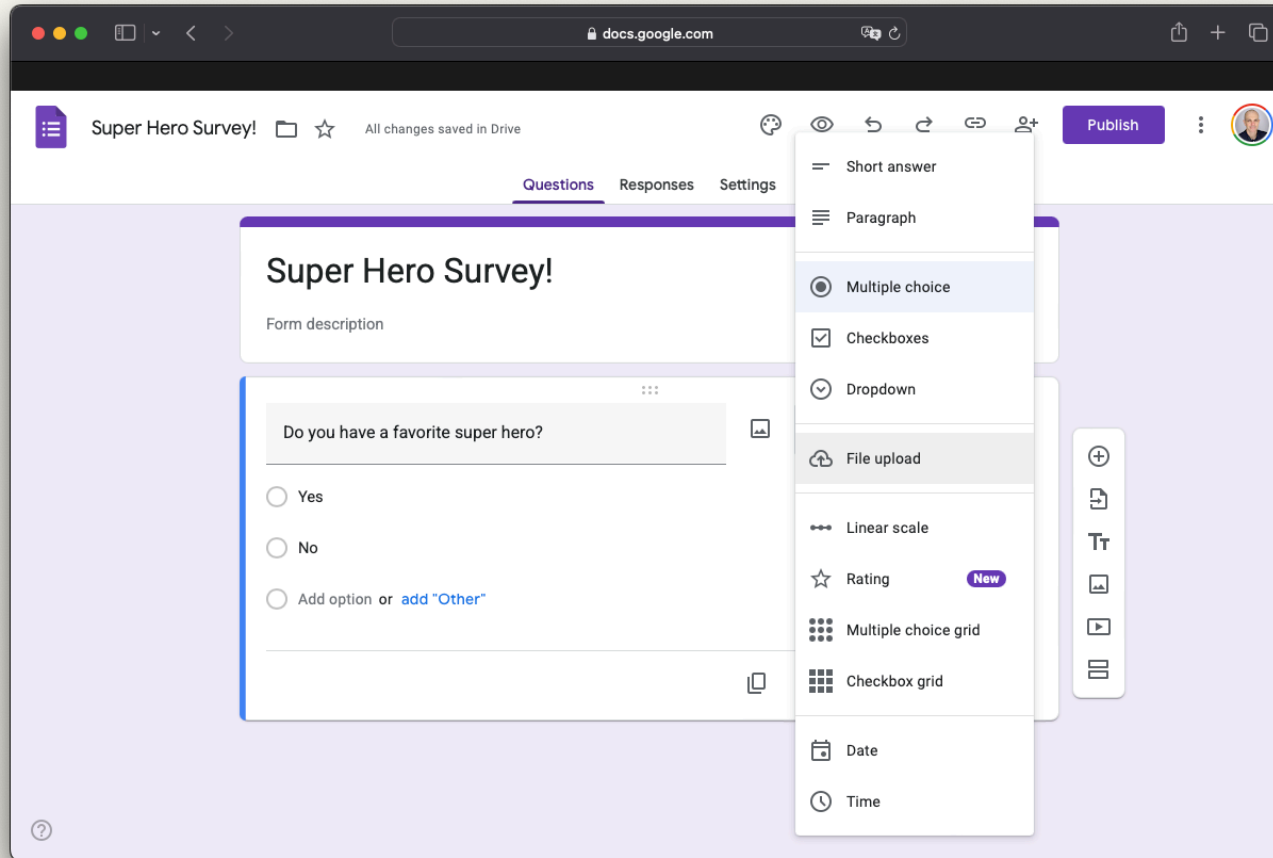 docs.google.com
Super Hero Survey!
All changes saved in Drive
Publish
Questions Responses Settings
Super Hero Survey!
Form description
Do you have a favorite super hero?
Yes
No
Add option or add "Other"
Short answer
Paragraph
Multiple choice
Checkboxes
Dropdown
File upload
Linear scale
Rating New
Multiple choice grid
Checkbox grid
Date
Time